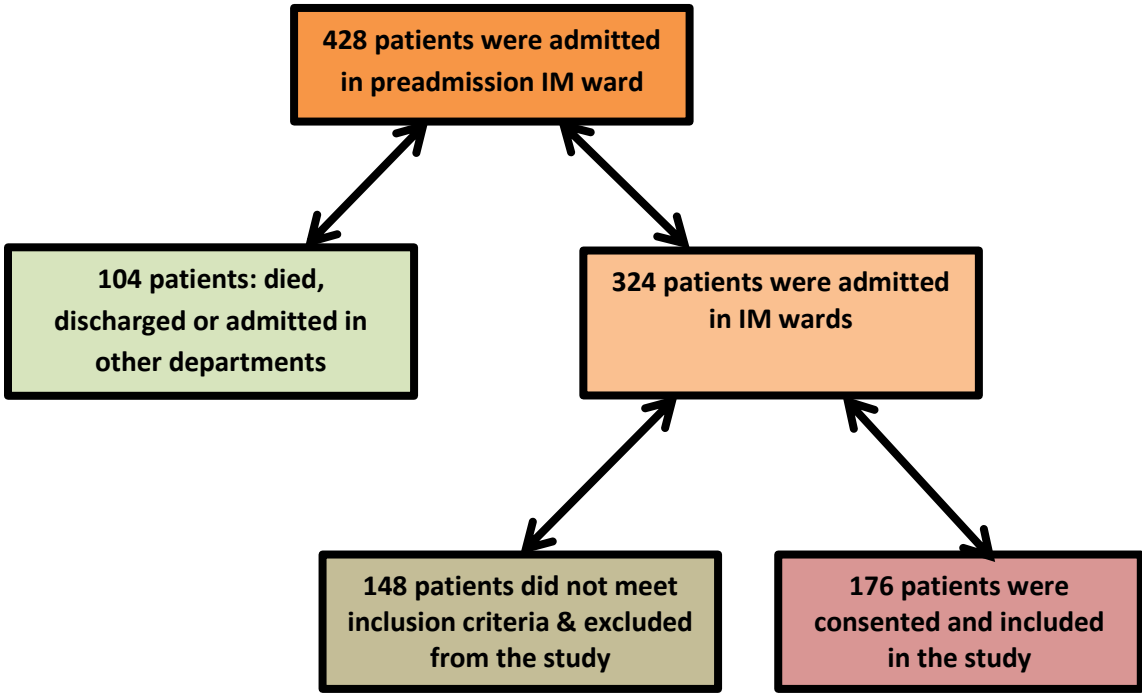 428 patients were admitted
in preadmission IM ward
104 patients: died,
discharged or admitted in
other departments
324 patients were admitted
in IM wards
148 patients did not meet
inclusion criteria & excluded
from the study
176 patients were
consented and included
in the study